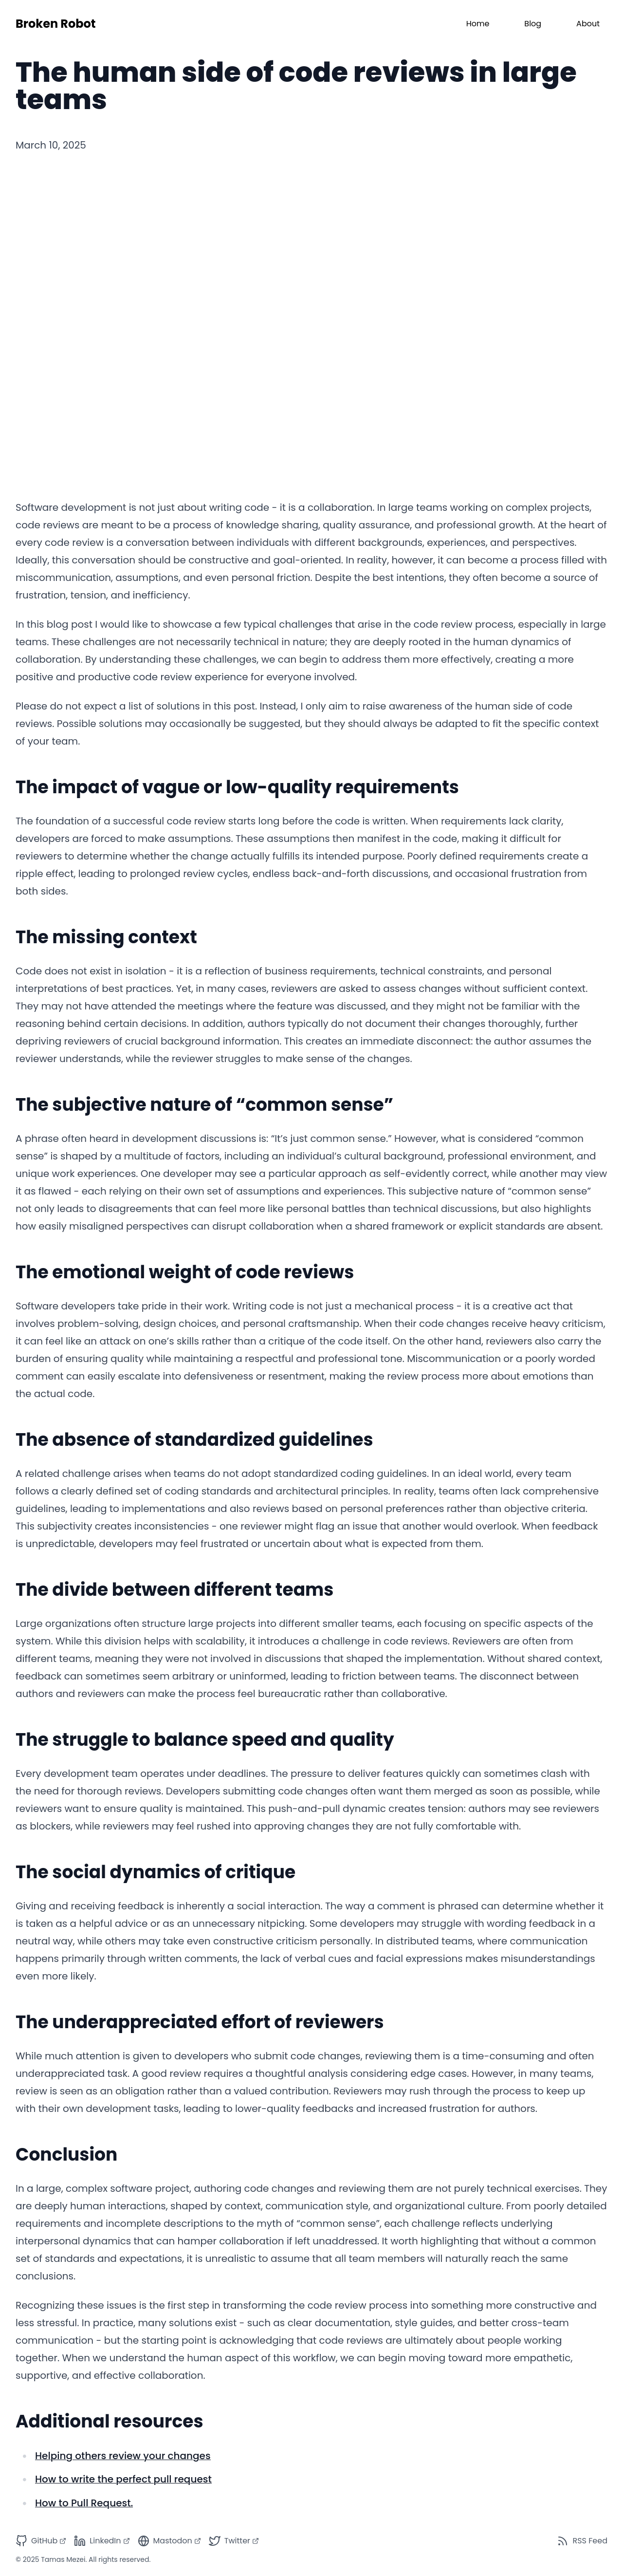 Broken Robot
Home
Blog
About
The human side of code reviews in large
teams
March 10, 2025
Software development is not just about writing code - it is a collaboration. In large teams working on complex projects,
code reviews are meant to be a process of knowledge sharing, quality assurance, and professional growth. At the heart of
every code review is a conversation between individuals with different backgrounds, experiences, and perspectives.
Ideally, this conversation should be constructive and goal-oriented. In reality, however, it can become a process filled with
miscommunication, assumptions, and even personal friction. Despite the best intentions, they often become a source of
frustration, tension, and inefficiency.
In this blog post I would like to showcase a few typical challenges that arise in the code review process, especially in large
teams. These challenges are not necessarily technical in nature; they are deeply rooted in the human dynamics of
collaboration. By understanding these challenges, we can begin to address them more effectively, creating a more
positive and productive code review experience for everyone involved.
Please do not expect a list of solutions in this post. Instead, I only aim to raise awareness of the human side of code
reviews. Possible solutions may occasionally be suggested, but they should always be adapted to fit the specific context
of your team.
The impact of vague or low-quality requirements
The foundation of a successful code review starts long before the code is written. When requirements lack clarity,
developers are forced to make assumptions. These assumptions then manifest in the code, making it difficult for
reviewers to determine whether the change actually fulfills its intended purpose. Poorly defined requirements create a
ripple effect, leading to prolonged review cycles, endless back-and-forth discussions, and occasional frustration from
both sides.
The missing context
Code does not exist in isolation - it is a reflection of business requirements, technical constraints, and personal
interpretations of best practices. Yet, in many cases, reviewers are asked to assess changes without sufficient context.
They may not have attended the meetings where the feature was discussed, and they might not be familiar with the
reasoning behind certain decisions. In addition, authors typically do not document their changes thoroughly, further
depriving reviewers of crucial background information. This creates an immediate disconnect: the author assumes the
reviewer understands, while the reviewer struggles to make sense of the changes.
The subjective nature of “common sense”
A phrase often heard in development discussions is: “It’s just common sense.” However, what is considered “common
sense” is shaped by a multitude of factors, including an individual’s cultural background, professional environment, and
unique work experiences. One developer may see a particular approach as self-evidently correct, while another may view
it as flawed - each relying on their own set of assumptions and experiences. This subjective nature of “common sense”
not only leads to disagreements that can feel more like personal battles than technical discussions, but also highlights
how easily misaligned perspectives can disrupt collaboration when a shared framework or explicit standards are absent.
The emotional weight of code reviews
Software developers take pride in their work. Writing code is not just a mechanical process - it is a creative act that
involves problem-solving, design choices, and personal craftsmanship. When their code changes receive heavy criticism,
it can feel like an attack on one’s skills rather than a critique of the code itself. On the other hand, reviewers also carry the
burden of ensuring quality while maintaining a respectful and professional tone. Miscommunication or a poorly worded
comment can easily escalate into defensiveness or resentment, making the review process more about emotions than
the actual code.
The absence of standardized guidelines
A related challenge arises when teams do not adopt standardized coding guidelines. In an ideal world, every team
follows a clearly defined set of coding standards and architectural principles. In reality, teams often lack comprehensive
guidelines, leading to implementations and also reviews based on personal preferences rather than objective criteria.
This subjectivity creates inconsistencies - one reviewer might flag an issue that another would overlook. When feedback
is unpredictable, developers may feel frustrated or uncertain about what is expected from them.
The divide between different teams
Large organizations often structure large projects into different smaller teams, each focusing on specific aspects of the
system. While this division helps with scalability, it introduces a challenge in code reviews. Reviewers are often from
different teams, meaning they were not involved in discussions that shaped the implementation. Without shared context,
feedback can sometimes seem arbitrary or uninformed, leading to friction between teams. The disconnect between
authors and reviewers can make the process feel bureaucratic rather than collaborative.
The struggle to balance speed and quality
Every development team operates under deadlines. The pressure to deliver features quickly can sometimes clash with
the need for thorough reviews. Developers submitting code changes often want them merged as soon as possible, while
reviewers want to ensure quality is maintained. This push-and-pull dynamic creates tension: authors may see reviewers
as blockers, while reviewers may feel rushed into approving changes they are not fully comfortable with.
The social dynamics of critique
Giving and receiving feedback is inherently a social interaction. The way a comment is phrased can determine whether it
is taken as a helpful advice or as an unnecessary nitpicking. Some developers may struggle with wording feedback in a
neutral way, while others may take even constructive criticism personally. In distributed teams, where communication
happens primarily through written comments, the lack of verbal cues and facial expressions makes misunderstandings
even more likely.
The underappreciated effort of reviewers
While much attention is given to developers who submit code changes, reviewing them is a time-consuming and often
underappreciated task. A good review requires a thoughtful analysis considering edge cases. However, in many teams,
review is seen as an obligation rather than a valued contribution. Reviewers may rush through the process to keep up
with their own development tasks, leading to lower-quality feedbacks and increased frustration for authors.
Conclusion
In a large, complex software project, authoring code changes and reviewing them are not purely technical exercises. They
are deeply human interactions, shaped by context, communication style, and organizational culture. From poorly detailed
requirements and incomplete descriptions to the myth of “common sense”, each challenge reflects underlying
interpersonal dynamics that can hamper collaboration if left unaddressed. It worth highlighting that without a common
set of standards and expectations, it is unrealistic to assume that all team members will naturally reach the same
conclusions.
Recognizing these issues is the first step in transforming the code review process into something more constructive and
less stressful. In practice, many solutions exist - such as clear documentation, style guides, and better cross-team
communication - but the starting point is acknowledging that code reviews are ultimately about people working
together. When we understand the human aspect of this workflow, we can begin moving toward more empathetic,
supportive, and effective collaboration.
Additional resources
Helping others review your changes
How to write the perfect pull request
How to Pull Request.
GitHub
LinkedIn
Mastodon
Twitter
RSS Feed
© 2025 Tamas Mezei. All rights reserved.